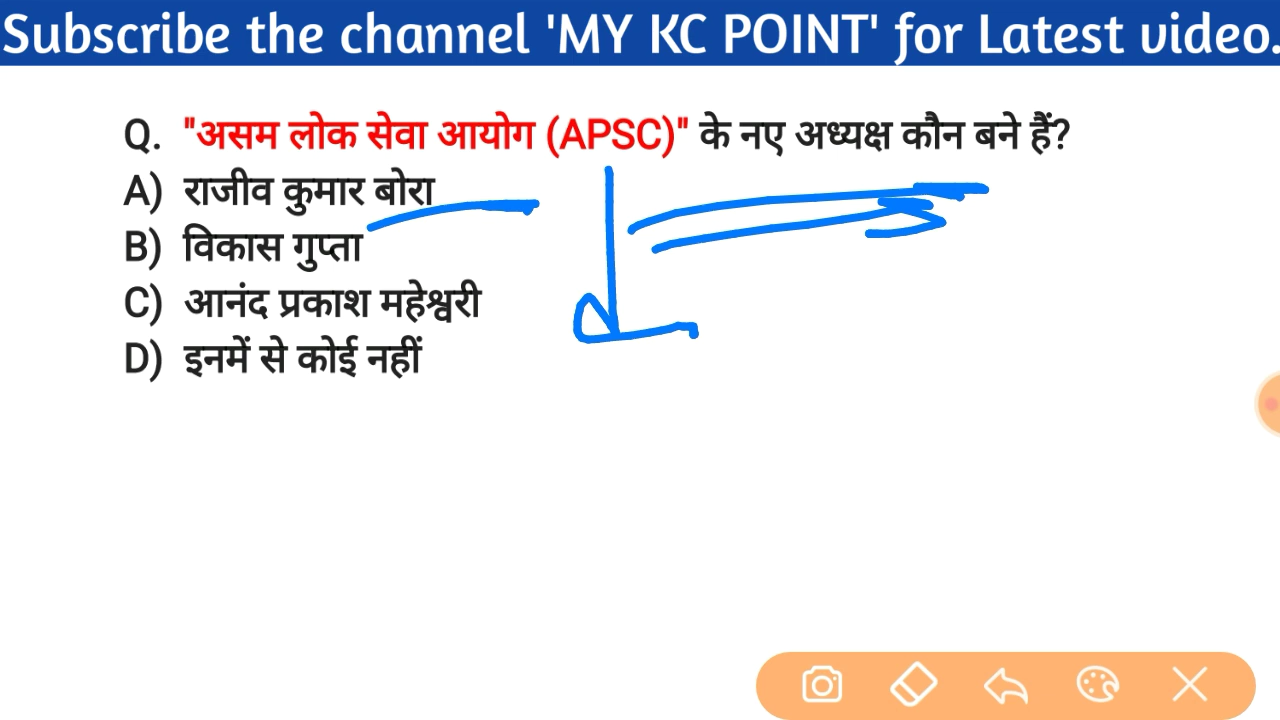 Subscribe the channel 'MY KC POINT' for Latest video.
Q. "असम लोक सेवा आयोग (APSC)" के नए अध्यक्ष कौन बने हैं?
A) राजीव कुमार बोरा
B) विकास गुप्ता
C) आनंद प्रकाश महेश्वरी
D) इनमें से कोई नहीं